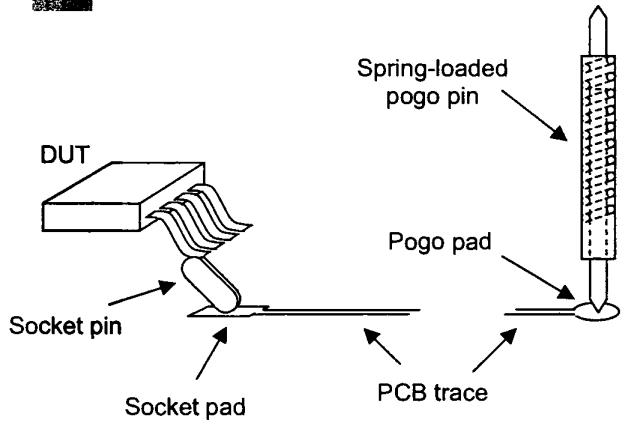 Spring-loaded
pogo pin
DUT
Pogo pad
Socket pin
PCB trace
Socket pad